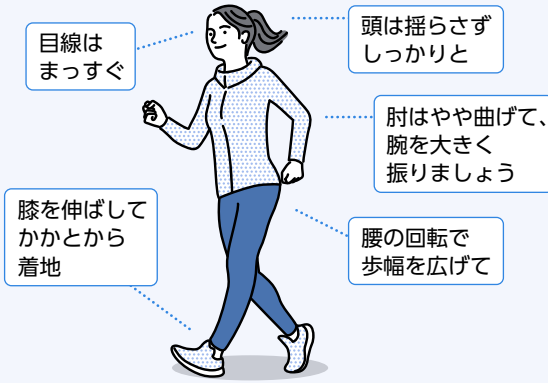 目線は
まっすぐ
頭は揺らさず
しっかりと
肘はやや曲げて、
腕を大きく
振りましょう
膝を伸ばして
かかとから
着地
腰の回転で
歩幅を広げて